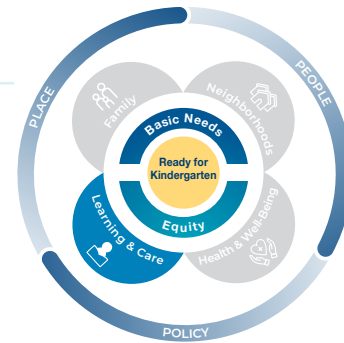 PLACE
PEOPLE
Family
Neighborhoods
Basic Needs
Ready for
Kindergarten
Equity
Learning & Care
Health & Well-Being
POLICY